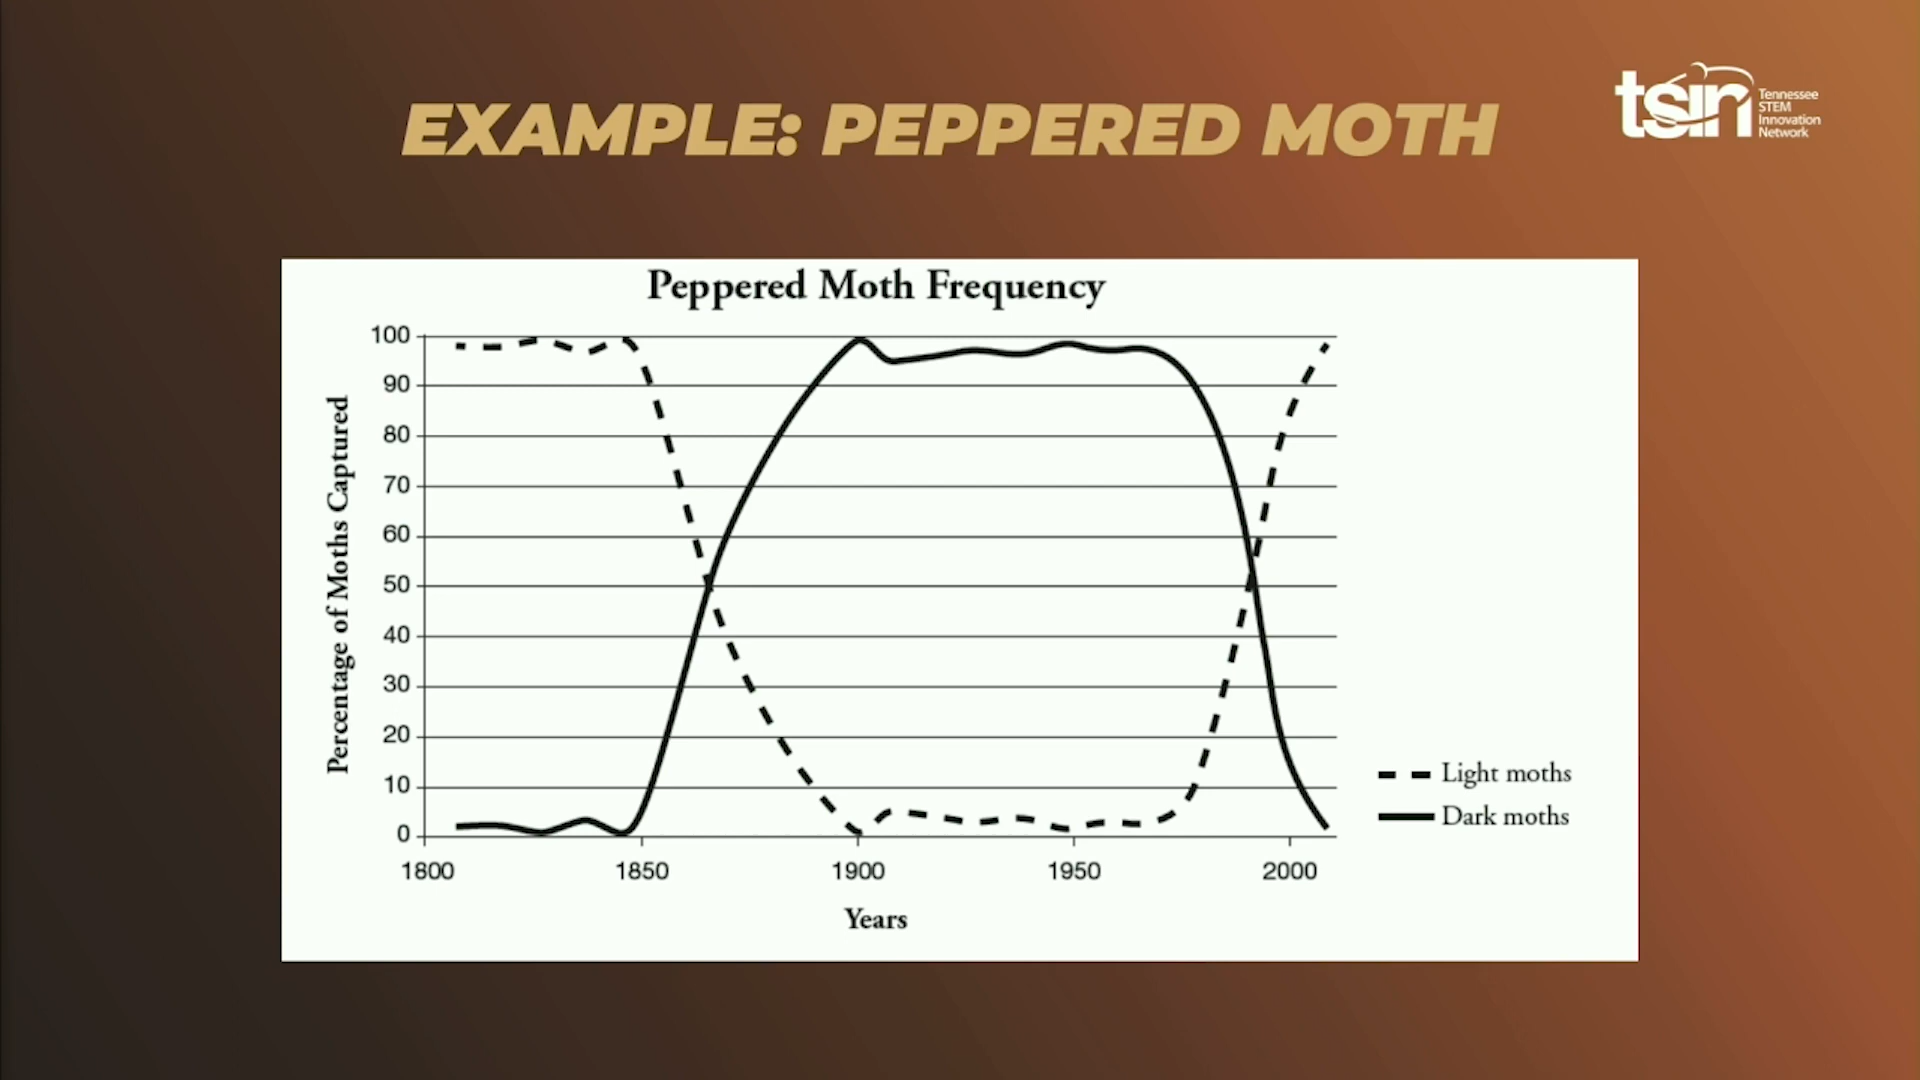 EXAMPLE: PEPPERED MOTH
tsin
Tennessee
STEM
Innovation
Network
Peppered Moth Frequency
Percentage of Moths Captured
100
90
80
70
60
50
40
30
20
10
0
1800 1850 1900 1950 2000
Years
Light moths
Dark moths